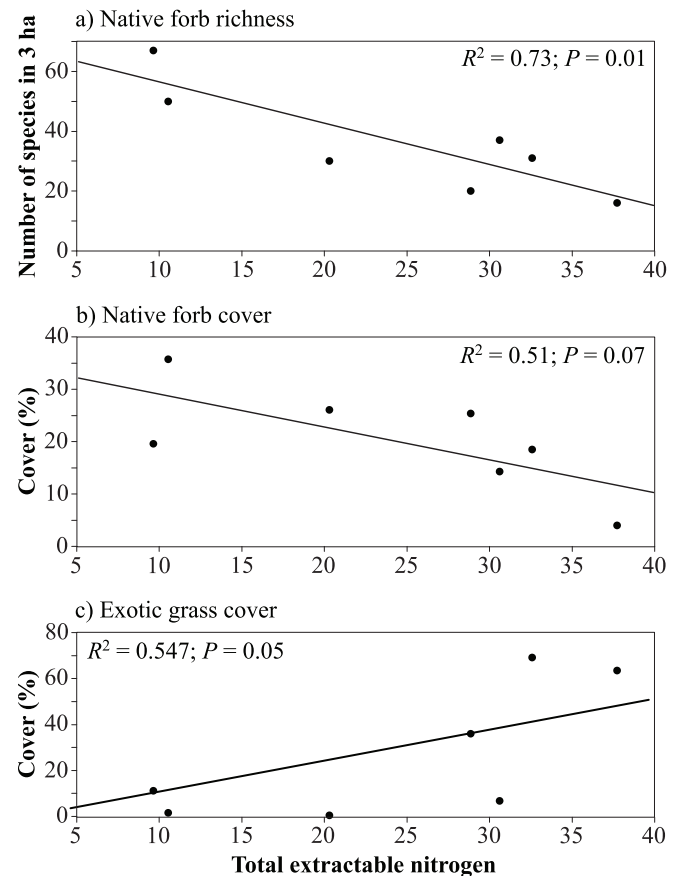 a) Native forb richness
R² = 0.73; P = 0.01
Number of species in 3 ha
60
40
20
0
5 10 15 20 25 30 35 40
b) Native forb cover
R² = 0.51; P = 0.07
Cover (%)
40
30
20
10
0
5 10 15 20 25 30 35 40
c) Exotic grass cover
R² = 0.547; P = 0.05
Cover (%)
80
60
40
20
0
5 10 15 20 25 30 35 40
Total extractable nitrogen